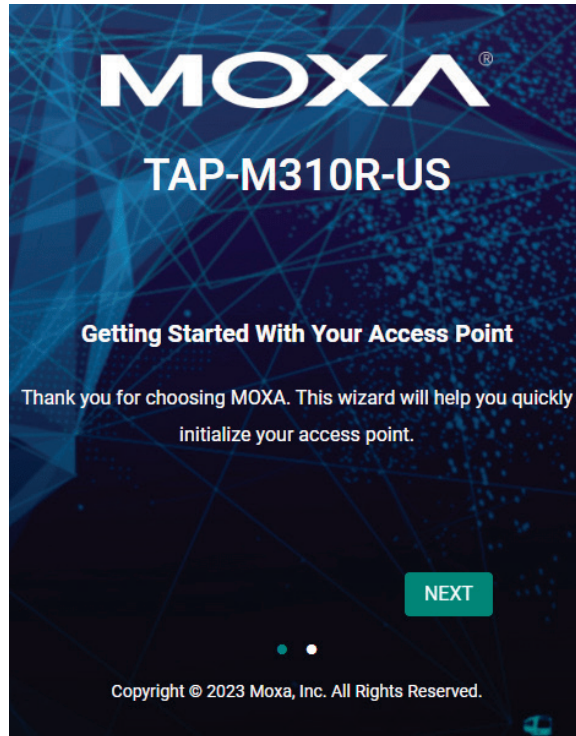 MOXA®
TAP-M310R-US
Getting Started With Your Access Point
Thank you for choosing MOXA. This wizard will help you quickly
initialize your access point.
NEXT
Copyright © 2023 Moxa, Inc. All Rights Reserved.